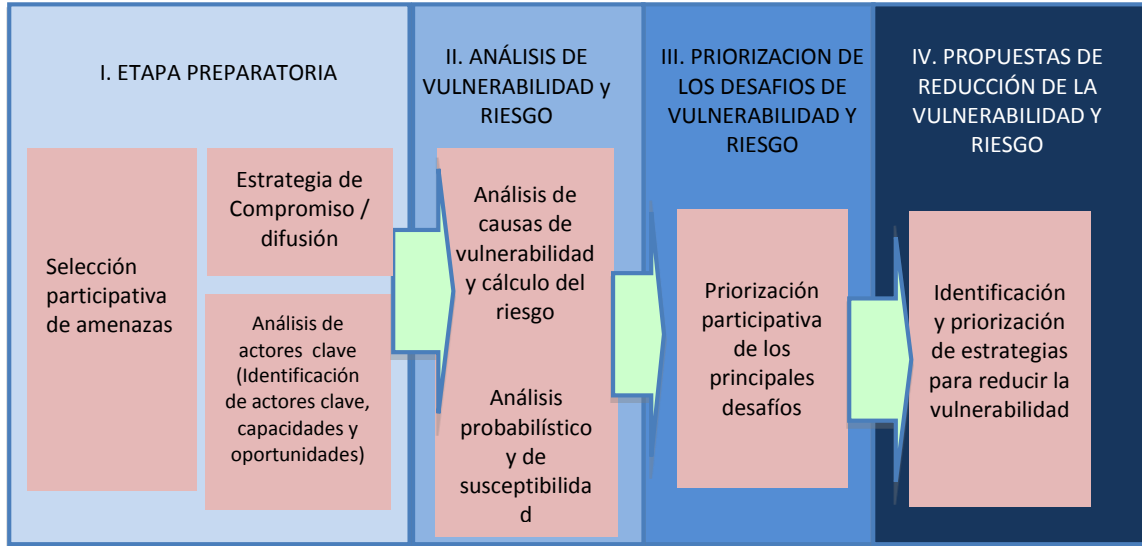 I. ETAPA PREPARATORIA
Selección
participativa
de amenazas
Estrategia de
Compromiso /
difusión
Análisis de
actores clave
(Identificación
de actores clave,
capacidades y
oportunidades)
II. ANÁLISIS DE
VULNERABILIDAD y
RIESGO
Análisis de
causas de
vulnerabilidad
y cálculo del
riesgo
Análisis
probabilístico
y de
susceptibilida
d
III. PRIORIZACION DE
LOS DESAFIOS DE
VULNERABILIDAD Y
RIESGO
Priorización
participativa
de los
principales
desafíos
IV. PROPUESTAS DE
REDUCCIÓN DE LA
VULNERABILIDAD Y
RIESGO
Identificación
y priorización
de estrategias
para reducir la
vulnerabilidad